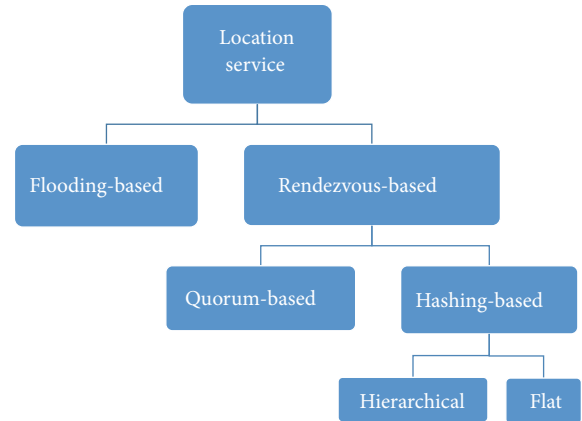 Location
service
Flooding-based
Rendezvous-based
Quorum-based
Hashing-based
Hierarchical
Flat